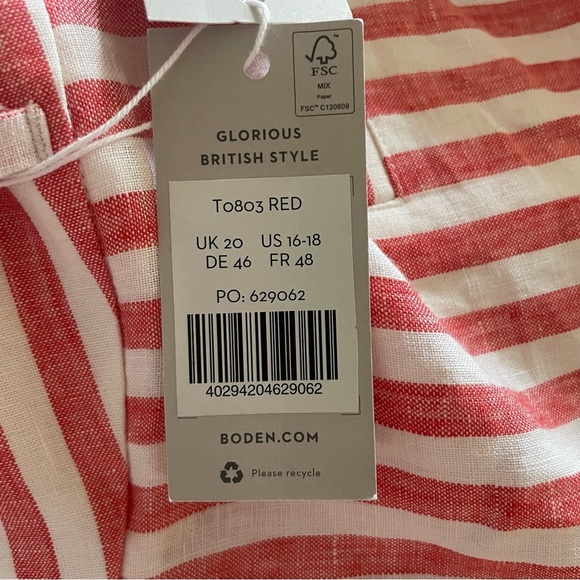 FSC
MIX
Paper
FSC™ C120609
GLORIOUS
BRITISH STYLE
T0803 RED
UK 20 US 16-18
DE 46 FR 48
PO: 629062
40294204629062
BODEN.COM
Please recycle